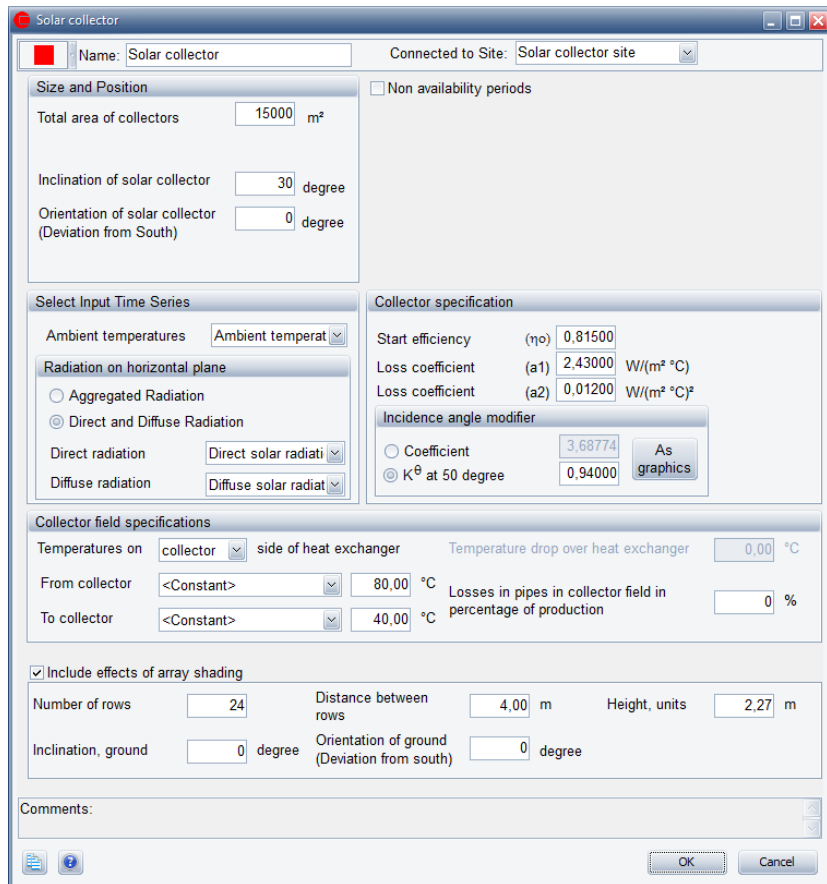 Solar collector
Name: Solar collector Connected to Site: Solar collector site
Size and Position
Non availability periods
Total area of collectors 15000 m²
Inclination of solar collector 30 degree
Orientation of solar collector
(Deviation from South) 0 degree
Select Input Time Series
Ambient temperatures Ambient temperat
Radiation on horizontal plane
Aggregated Radiation
Direct and Diffuse Radiation
Direct radiation Direct solar radiati
Diffuse radiation Diffuse solar radiat
Collector specification
Start efficiency (ηo) 0,81500
Loss coefficient (a1) 2,43000 W/(m² °C)
Loss coefficient (a2) 0,01200 W/(m² °C)²
Incidence angle modifier
Coefficient 3,68774
K^θ at 50 degree 0,94000
As
graphics
Collector field specifications
Temperatures on collector side of heat exchanger Temperature drop over heat exchanger 0,00 °C
From collector <Constant> 80,00 °C
To collector <Constant> 40,00 °C
Losses in pipes in collector field in
percentage of production 0 %
Include effects of array shading
Number of rows 24
Distance between
rows 4,00 m
Height, units 2,27 m
Inclination, ground 0 degree
Orientation of ground
(Deviation from south) 0 degree
Comments:
OK Cancel